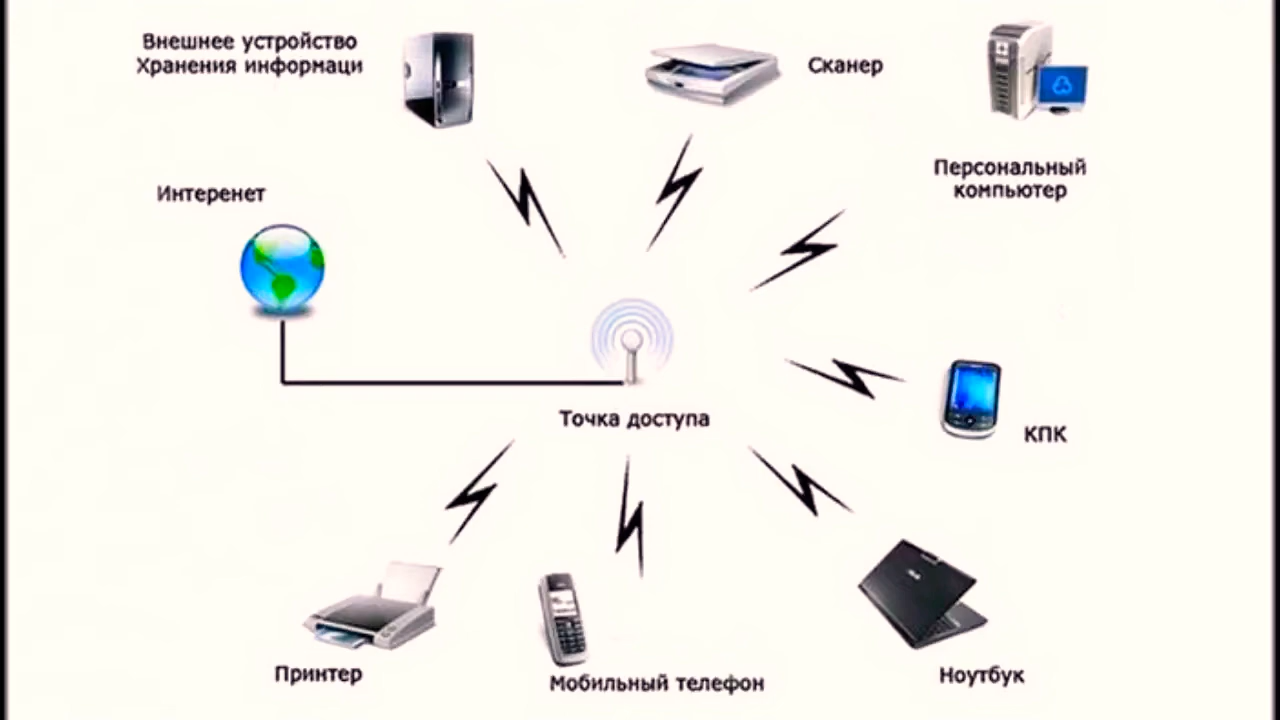 Внешнее устройство
Хранения информаци
Сканер
Персональный
компьютер
Интеренет
Точка доступа
КПК
Принтер
Мобильный телефон
Ноутбук